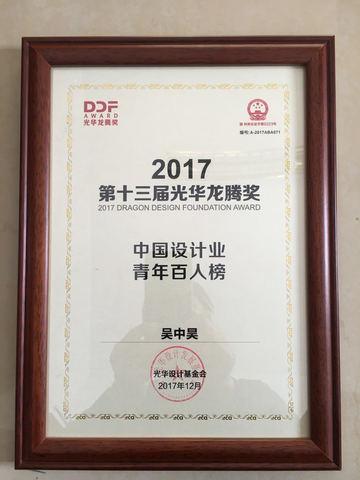 DDF
AWARD
光华龙腾奖
编号:A-2017ABA071
2017
第十三届光华龙腾奖
2017 DRAGON DESIGN FOUNDATION AWARD
中国设计业
青年百人榜
吴中昊
光华设计基金会
2017年12月